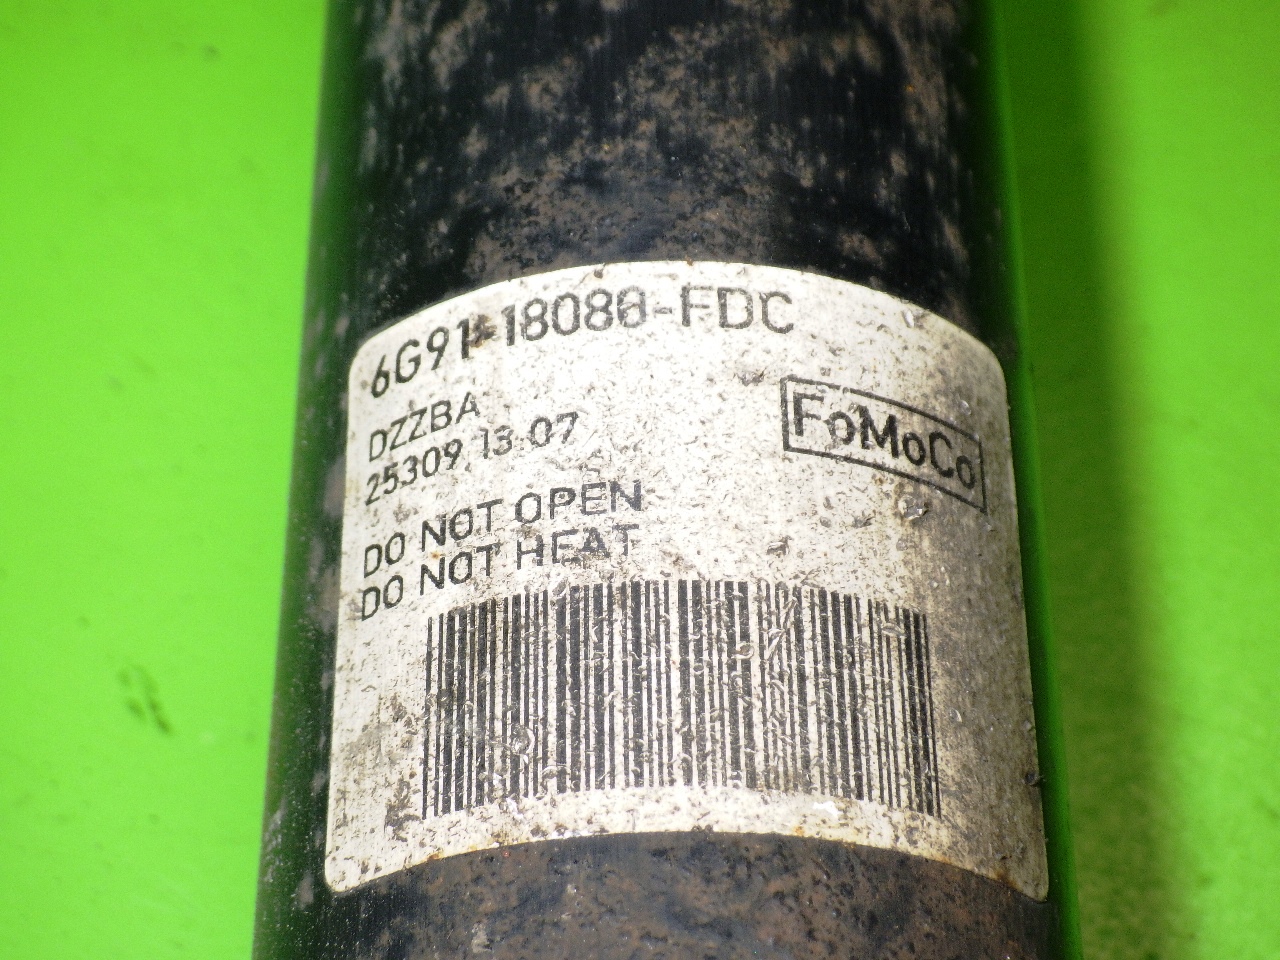 6G91-18080-FDC
DZZBA
25309 13 07
FoMoCo
DO NOT OPEN
DO NOT HEAT